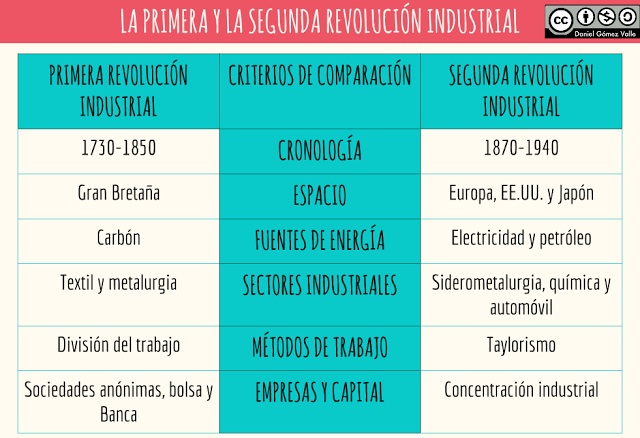 LA PRIMERA Y LA SEGUNDA REVOLUCIÓN INDUSTRIAL
cc
Daniel Gómez Valle
PRIMERA REVOLUCIÓN
INDUSTRIAL
CRITERIOS DE COMPARACIÓN
SEGUNDA REVOLUCIÓN
INDUSTRIAL
1730-1850
CRONOLOGÍA
1870-1940
Gran Bretaña
ESPACIO
Europa, EE.UU. y Japón
Carbón
FUENTES DE ENERGÍA
Electricidad y petróleo
Textil y metalurgia
SECTORES INDUSTRIALES
Siderometalurgia, química y
automóvil
División del trabajo
MÉTODOS DE TRABAJO
Taylorismo
Sociedades anónimas, bolsa y
Banca
EMPRESAS Y CAPITAL
Concentración industrial